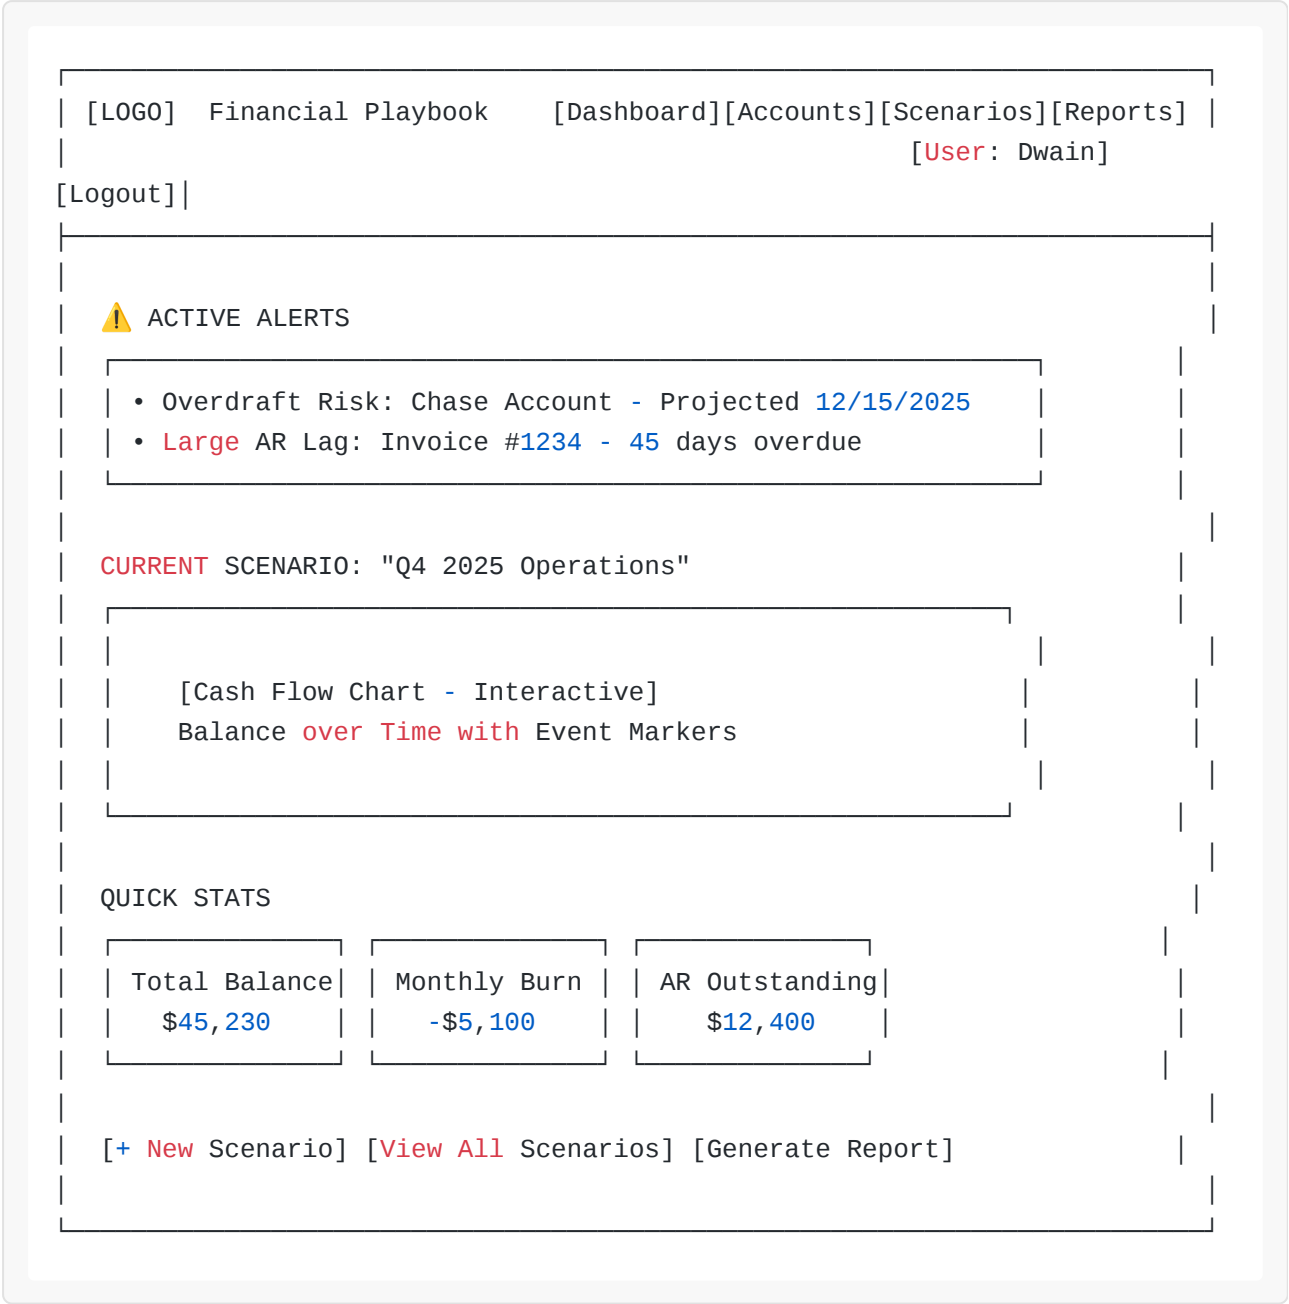 [LOGO]  Financial Playbook    [Dashboard][Accounts][Scenarios][Reports]
[User: Dwain]
[Logout]
⚠️ ACTIVE ALERTS
• Overdraft Risk: Chase Account - Projected 12/15/2025
• Large AR Lag: Invoice #1234 - 45 days overdue
CURRENT SCENARIO: "Q4 2025 Operations"
[Cash Flow Chart - Interactive]
Balance over Time with Event Markers
QUICK STATS
Total Balance  Monthly Burn  AR Outstanding
$45,230  -$5,100  $12,400
[+ New Scenario] [View All Scenarios] [Generate Report]